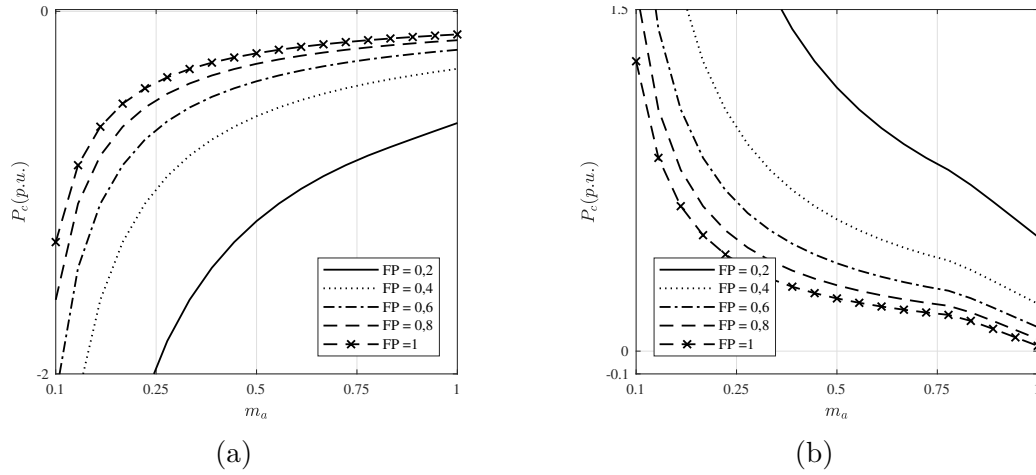 0
-2
P_c(p.u.)
0.1
0.25
0.5
0.75
1
m_a
FP = 0,2
FP = 0,4
FP = 0,6
FP = 0,8
FP =1
(a)
1.5
0
-0.1
P_c(p.u.)
0.1
0.25
0.5
0.75
1
m_a
FP = 0,2
FP = 0,4
FP = 0,6
FP = 0,8
FP =1
(b)